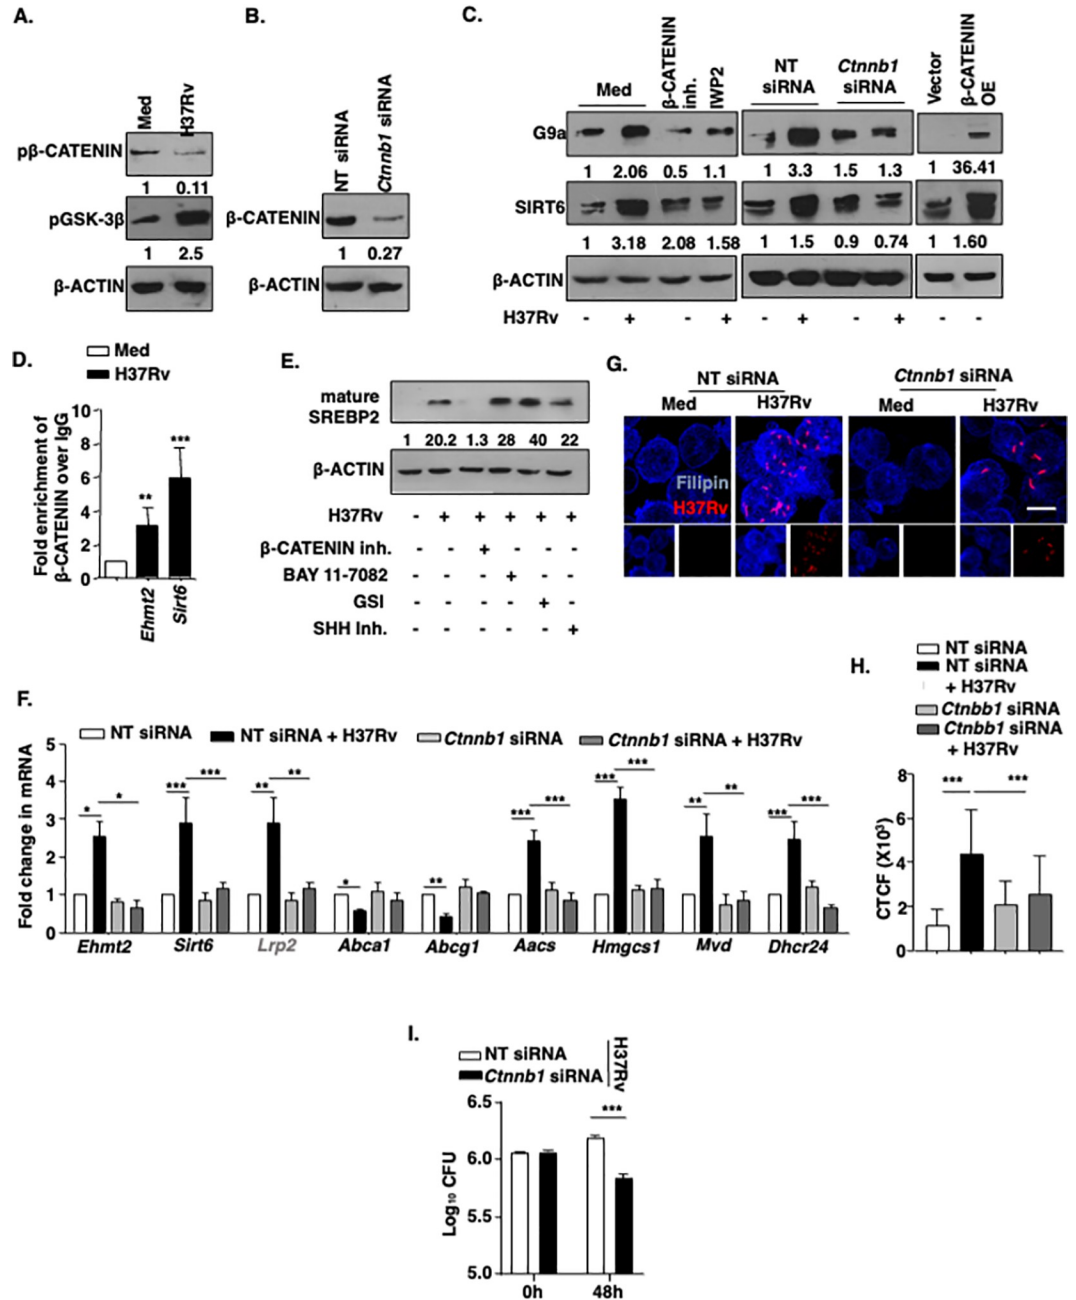 A.
Med
H37Rv
pβ-CATENIN
1 0.11
pGSK-3β
1 2.5
β-ACTIN
B.
NT siRNA
Ctnnb1 siRNA
β-CATENIN
1 0.27
β-ACTIN
C.
Med
β-CATENIN
inh.
IWP2
NT
siRNA
Ctnnb1
siRNA
Vector
β-CATENIN
OE
G9a
1 2.06 0.5 1.1 1 3.3 1.5 1.3 1 36.41
SIRT6
1 3.18 2.08 1.58 1 1.5 0.9 0.74 1 1.60
β-ACTIN
H37Rv - + - + - + - + - -
D.
Med
H37Rv
Fold enrichment of
β-CATENIN over IgG
10
8
6
4
2
0
**
***
Ehmt2
Sirt6
E.
mature
SREBP2
1 20.2 1.3 28 40 22
β-ACTIN
H37Rv - + + + + +
β-CATENIN inh. - - + - - -
BAY 11-7082 - - - + - -
GSI - - - - + -
SHH Inh. - - - - - +
G.
NT siRNA
Ctnnb1 siRNA
Med H37Rv Med H37Rv
Filipin
H37Rv
F.
NT siRNA NT siRNA + H37Rv Ctnnb1 siRNA Ctnnb1 siRNA + H37Rv
Fold change in mRNA
5
4
3
2
1
0
* * *** *** ** ** * ** *** *** *** *** ** ** *** ***
Ehmt2 Sirt6 Lrp2 Abca1 Abcg1 Aacs Hmgcs1 Mvd Dhcr24
H.
NT siRNA
NT siRNA
+ H37Rv
Ctnbb1 siRNA
Ctnbb1 siRNA
+ H37Rv
CTCF (X10³)
8
6
4
2
0
*** ***
I.
NT siRNA
Ctnnb1 siRNA
H37Rv
Log₁₀ CFU
6.5
6.0
5.5
5.0
***
0h 48h